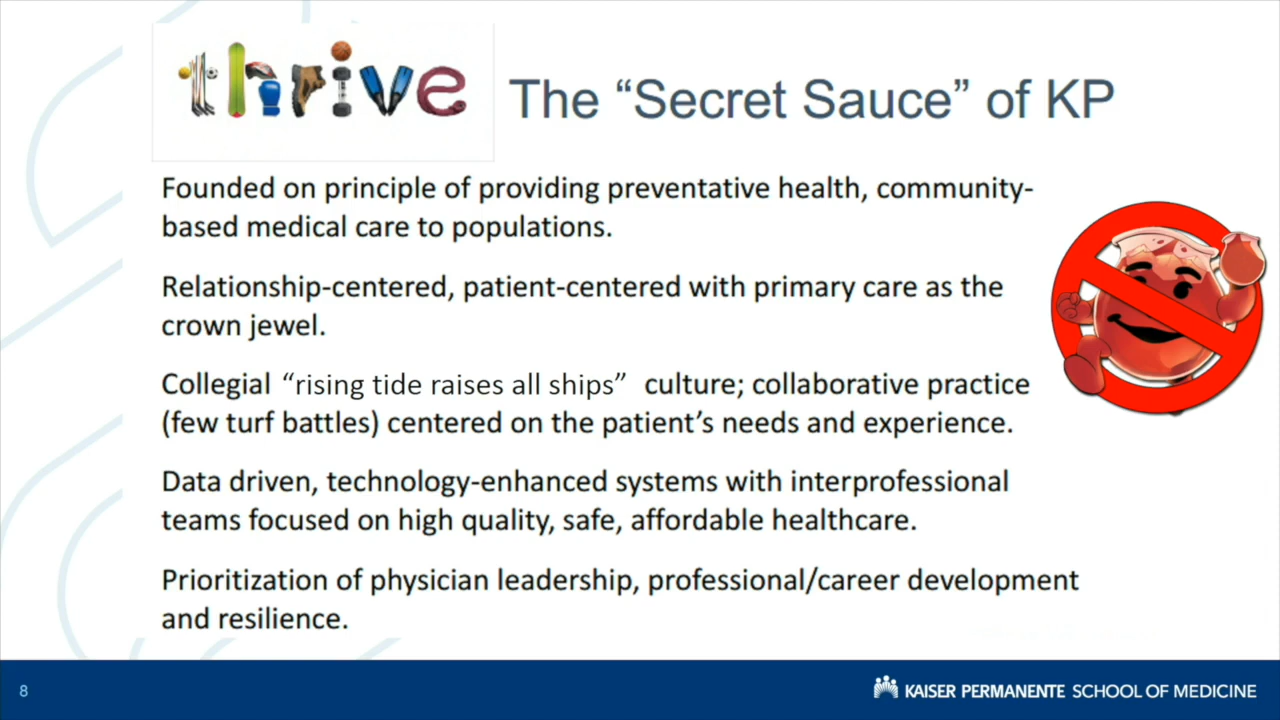 thrive
The “Secret Sauce” of KP
Founded on principle of providing preventative health, community-
based medical care to populations.
Relationship-centered, patient-centered with primary care as the
crown jewel.
Collegial “rising tide raises all ships” culture; collaborative practice
(few turf battles) centered on the patient’s needs and experience.
Data driven, technology-enhanced systems with interprofessional
teams focused on high quality, safe, affordable healthcare.
Prioritization of physician leadership, professional/career development
and resilience.
8
KAISER PERMANENTE SCHOOL OF MEDICINE